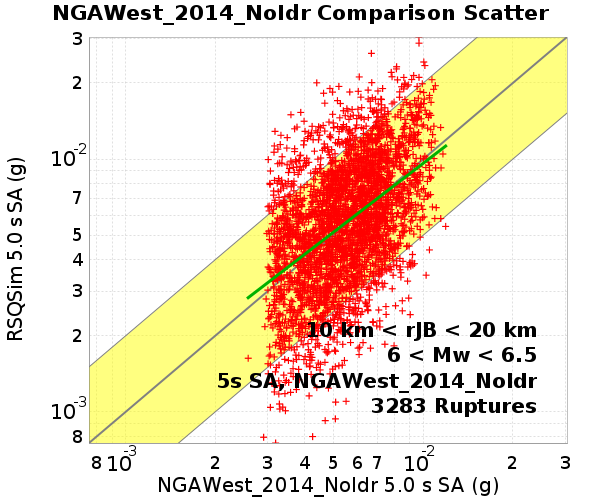 NGAWest_2014_NoIdr Comparison Scatter
3
2
10⁻²
7
5
4
3
2
10⁻³
8
RSQSim 5.0 s SA (g)
10 km < rJB < 20 km
6 < Mw < 6.5
5s SA, NGAWest_2014_NoIdr
3283 Ruptures
8 10⁻³ 2 3 4 5 6 7 10⁻² 2 3
NGAWest_2014_NoIdr 5.0 s SA (g)